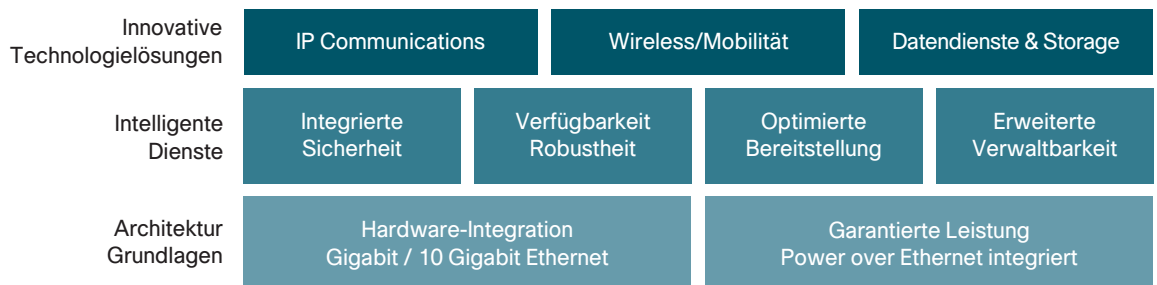 Innovative
Technologielösungen
IP Communications
Wireless/Mobilität
Datendienste & Storage
Intelligente
Dienste
Integrierte
Sicherheit
Verfügbarkeit
Robustheit
Optimierte
Bereitstellung
Erweiterte
Verwaltbarkeit
Architektur
Grundlagen
Hardware-Integration
Gigabit / 10 Gigabit Ethernet
Garantierte Leistung
Power over Ethernet integriert